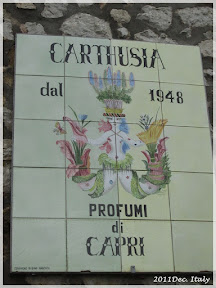 CARTHUSIA
dal 1948
PROFUMI
di
CAPRI
2011Dec. Italy